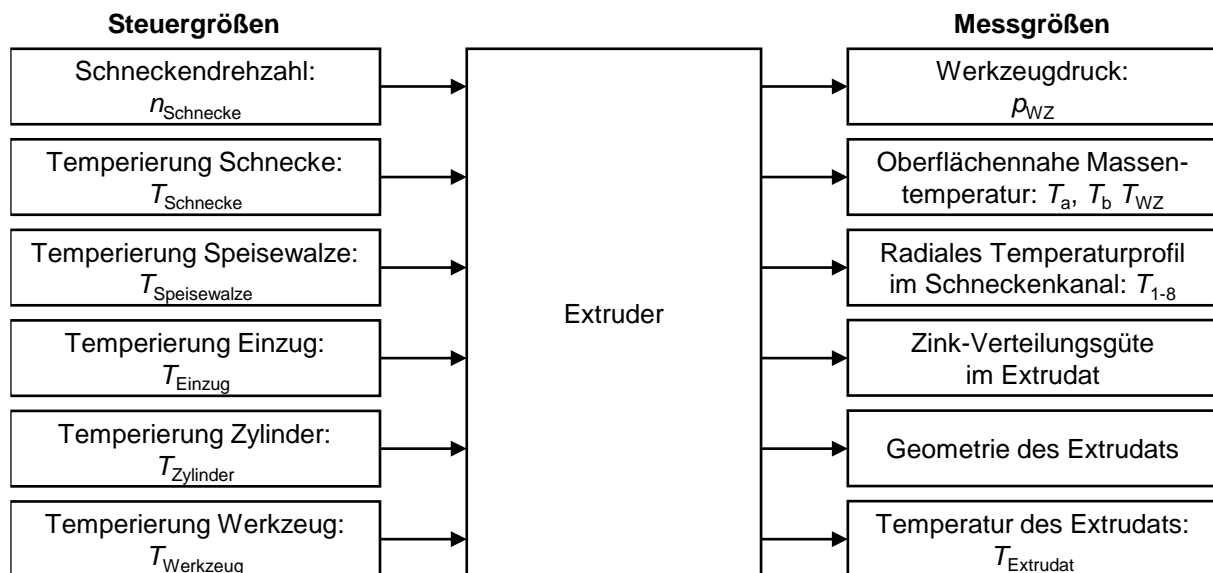 Steuergrößen
Schneckendrehzahl:
nSchnecke
Temperierung Schnecke:
TSchnecke
Temperierung Speisewalze:
TSpeisewalze
Temperierung Einzug:
TEinzug
Temperierung Zylinder:
TZylinder
Temperierung Werkzeug:
TWerkzeug
Extruder
Messgrößen
Werkzeugdruck:
pWZ
Oberflächennahe Massen-
temperatur: Ta, Tb TWZ
Radiales Temperaturprofil
im Schneckenkanal: T1-8
Zink-Verteilungsgüte
im Extrudat
Geometrie des Extrudats
Temperatur des Extrudats:
TExtrudat